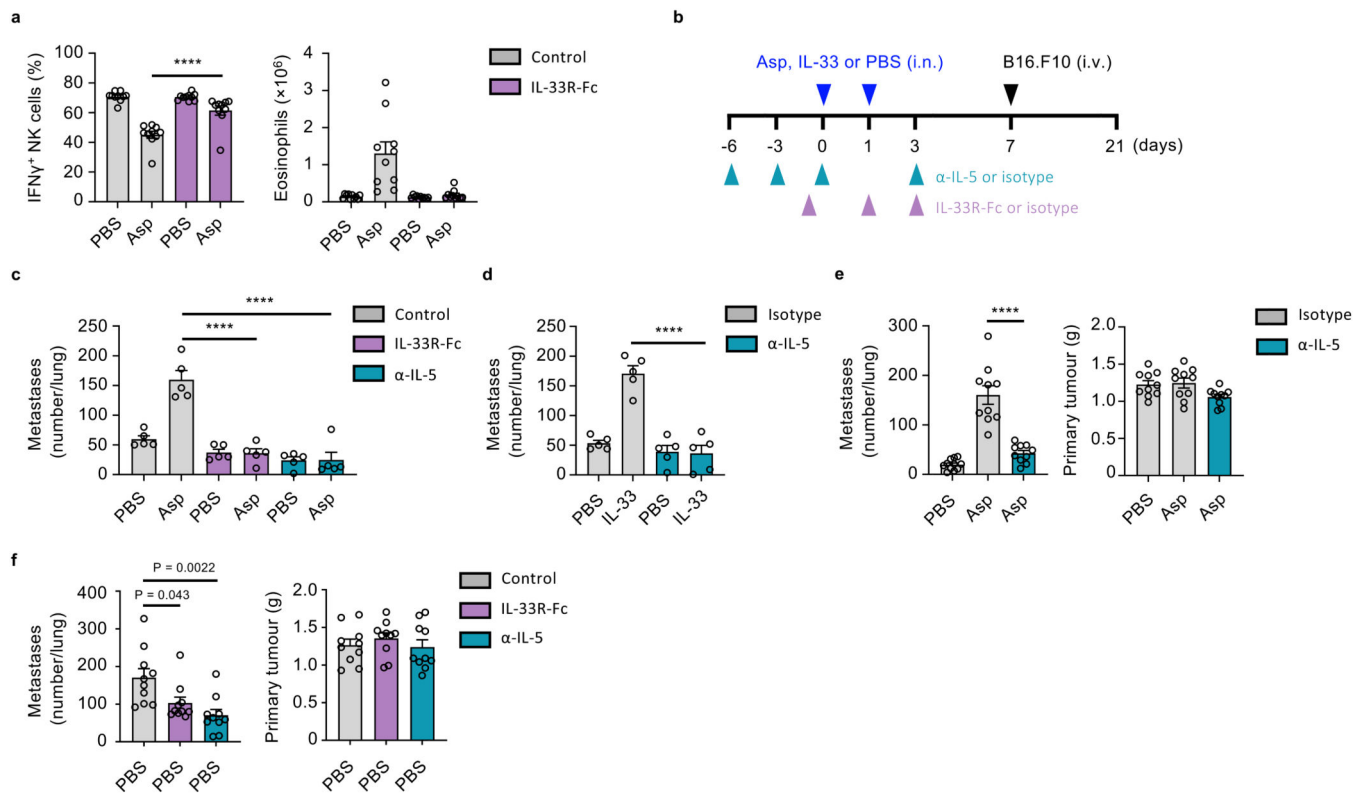 a
IFNγ⁺ NK cells (%)
100
80
60
40
20
0
****
PBS
Asp
PBS
Asp
Eosinophils (×10⁶)
4
3
2
1
0
PBS
Asp
PBS
Asp
Control
IL-33R-Fc
b
Asp, IL-33 or PBS (i.n.)
B16.F10 (i.v.)
-6 -3 0 1 3 7 21 (days)
α-IL-5 or isotype
IL-33R-Fc or isotype
c
Metastases
(number/lung)
250
200
150
100
50
0
****
****
PBS
Asp
PBS
Asp
PBS
Asp
Control
IL-33R-Fc
α-IL-5
d
Metastases
(number/lung)
250
200
150
100
50
0
****
PBS
IL-33
PBS
IL-33
Isotype
α-IL-5
e
Metastases
(number/lung)
300
200
100
0
****
PBS
Asp
Asp
Primary tumour (g)
2.0
1.5
1.0
0.5
0.0
PBS
Asp
Asp
Isotype
α-IL-5
f
Metastases
(number/lung)
400
300
200
100
0
P = 0.0022
P = 0.043
PBS
PBS
PBS
Primary tumour (g)
2.0
1.5
1.0
0.5
0.0
PBS
PBS
PBS
Control
IL-33R-Fc
α-IL-5